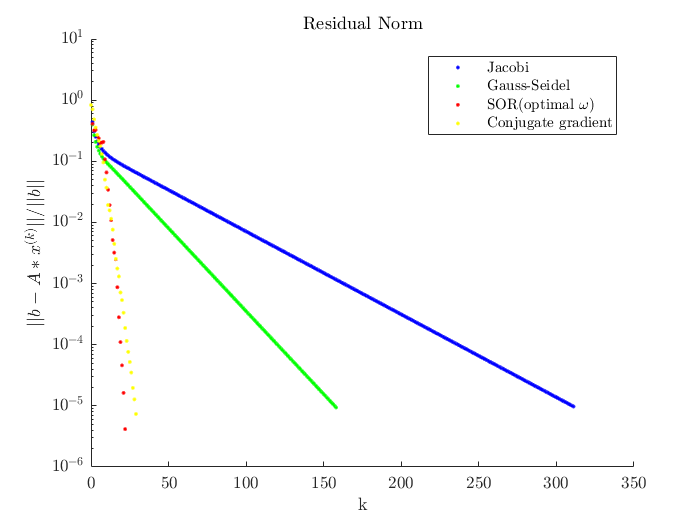 Residual Norm
10^1
10^0
10^{-1}
10^{-2}
10^{-3}
10^{-4}
10^{-5}
10^{-6}
||b − A ∗ x^{(k)}||/||b||
Jacobi
Gauss-Seidel
SOR(optimal ω)
Conjugate gradient
0 50 100 150 200 250 300 350
k